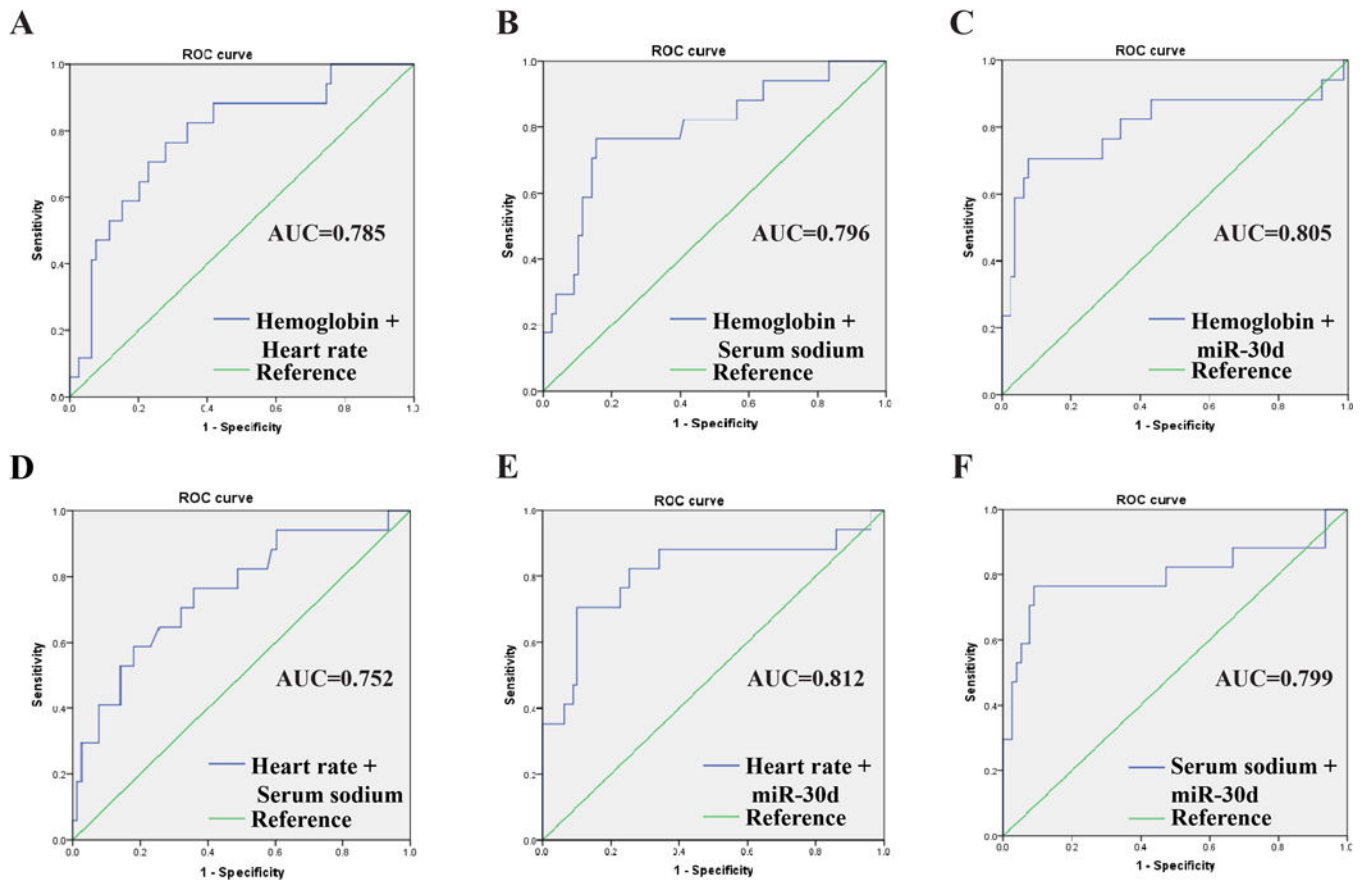 A
ROC curve
1.0
0.8
0.6
0.4
0.2
0.0
Sensitivity
AUC=0.785
Hemoglobin +
Heart rate
Reference
0.0 0.2 0.4 0.6 0.8 1.0
1 - Specificity
B
ROC curve
1.0
0.8
0.6
0.4
0.2
0.0
Sensitivity
AUC=0.796
Hemoglobin +
Serum sodium
Reference
0.0 0.2 0.4 0.6 0.8 1.0
1 - Specificity
C
ROC curve
1.0
0.8
0.6
0.4
0.2
0.0
Sensitivity
AUC=0.805
Hemoglobin +
miR-30d
Reference
0.0 0.2 0.4 0.6 0.8 1.0
1 - Specificity
D
ROC curve
1.0
0.8
0.6
0.4
0.2
0.0
Sensitivity
AUC=0.752
Heart rate +
Serum sodium
Reference
0.0 0.2 0.4 0.6 0.8 1.0
1 - Specificity
E
ROC curve
1.0
0.8
0.6
0.4
0.2
0.0
Sensitivity
AUC=0.812
Heart rate +
miR-30d
Reference
0.0 0.2 0.4 0.6 0.8 1.0
1 - Specificity
F
ROC curve
1.0
0.8
0.6
0.4
0.2
0.0
Sensitivity
AUC=0.799
Serum sodium +
miR-30d
Reference
0.0 0.2 0.4 0.6 0.8 1.0
1 - Specificity